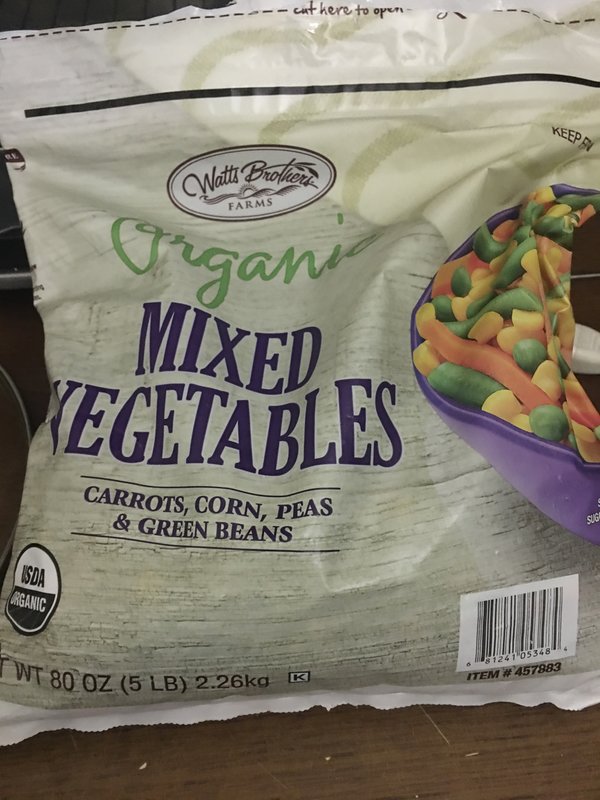 cut here to open
KEEP
Watts Brothers
FARMS
Organic
MIXED
VEGETABLES
CARROTS, CORN, PEAS
& GREEN BEANS
USDA
ORGANIC
WT 80 OZ (5 LB) 2.26kg
K
6 81241 05348 4
ITEM # 457983